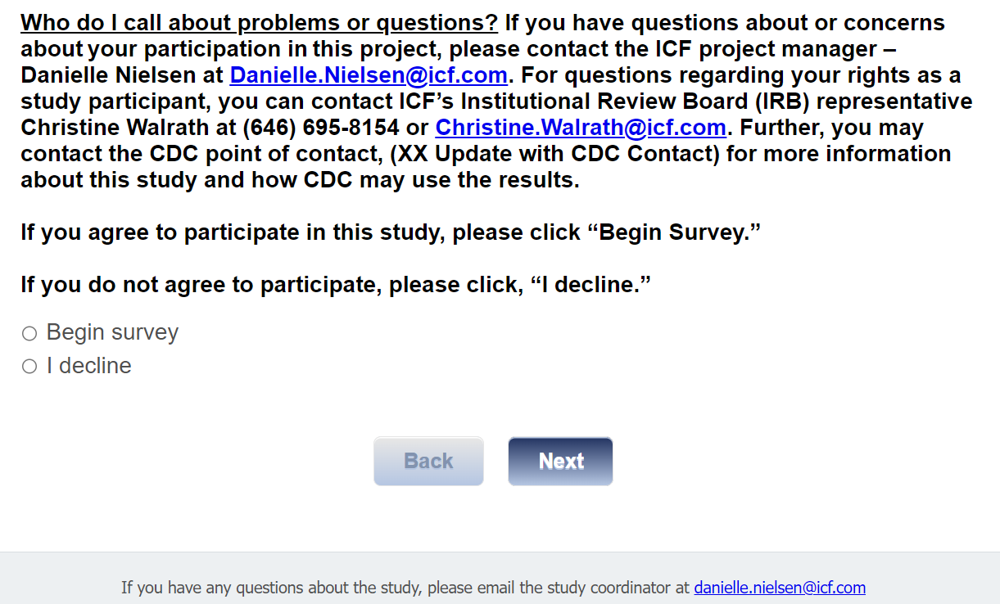 Who do I call about problems or questions? If you have questions about or concerns
about your participation in this project, please contact the ICF project manager –
Danielle Nielsen at Danielle.Nielsen@icf.com. For questions regarding your rights as a
study participant, you can contact ICF’s Institutional Review Board (IRB) representative
Christine Walrath at (646) 695-8154 or Christine.Walrath@icf.com. Further, you may
contact the CDC point of contact, (XX Update with CDC Contact) for more information
about this study and how CDC may use the results.
If you agree to participate in this study, please click “Begin Survey.”
If you do not agree to participate, please click, “I decline.”
Begin survey
I decline
Back
Next
If you have any questions about the study, please email the study coordinator at danielle.nielsen@icf.com